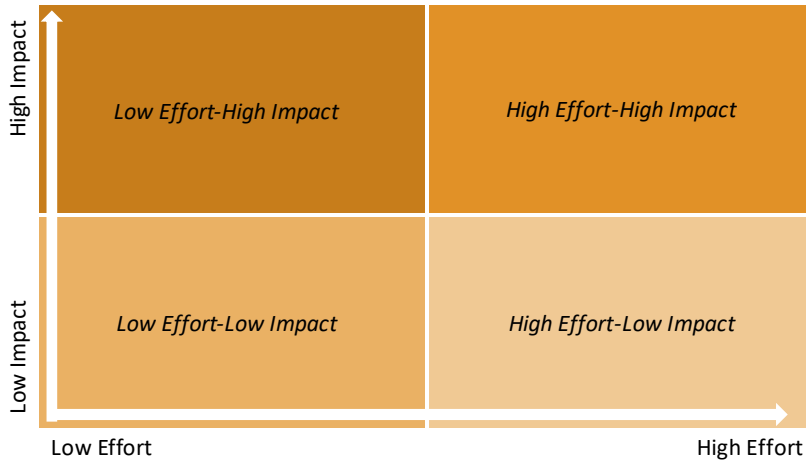 High Impact
Low Effort-High Impact
High Effort-High Impact
Low Impact
Low Effort-Low Impact
High Effort-Low Impact
Low Effort
High Effort